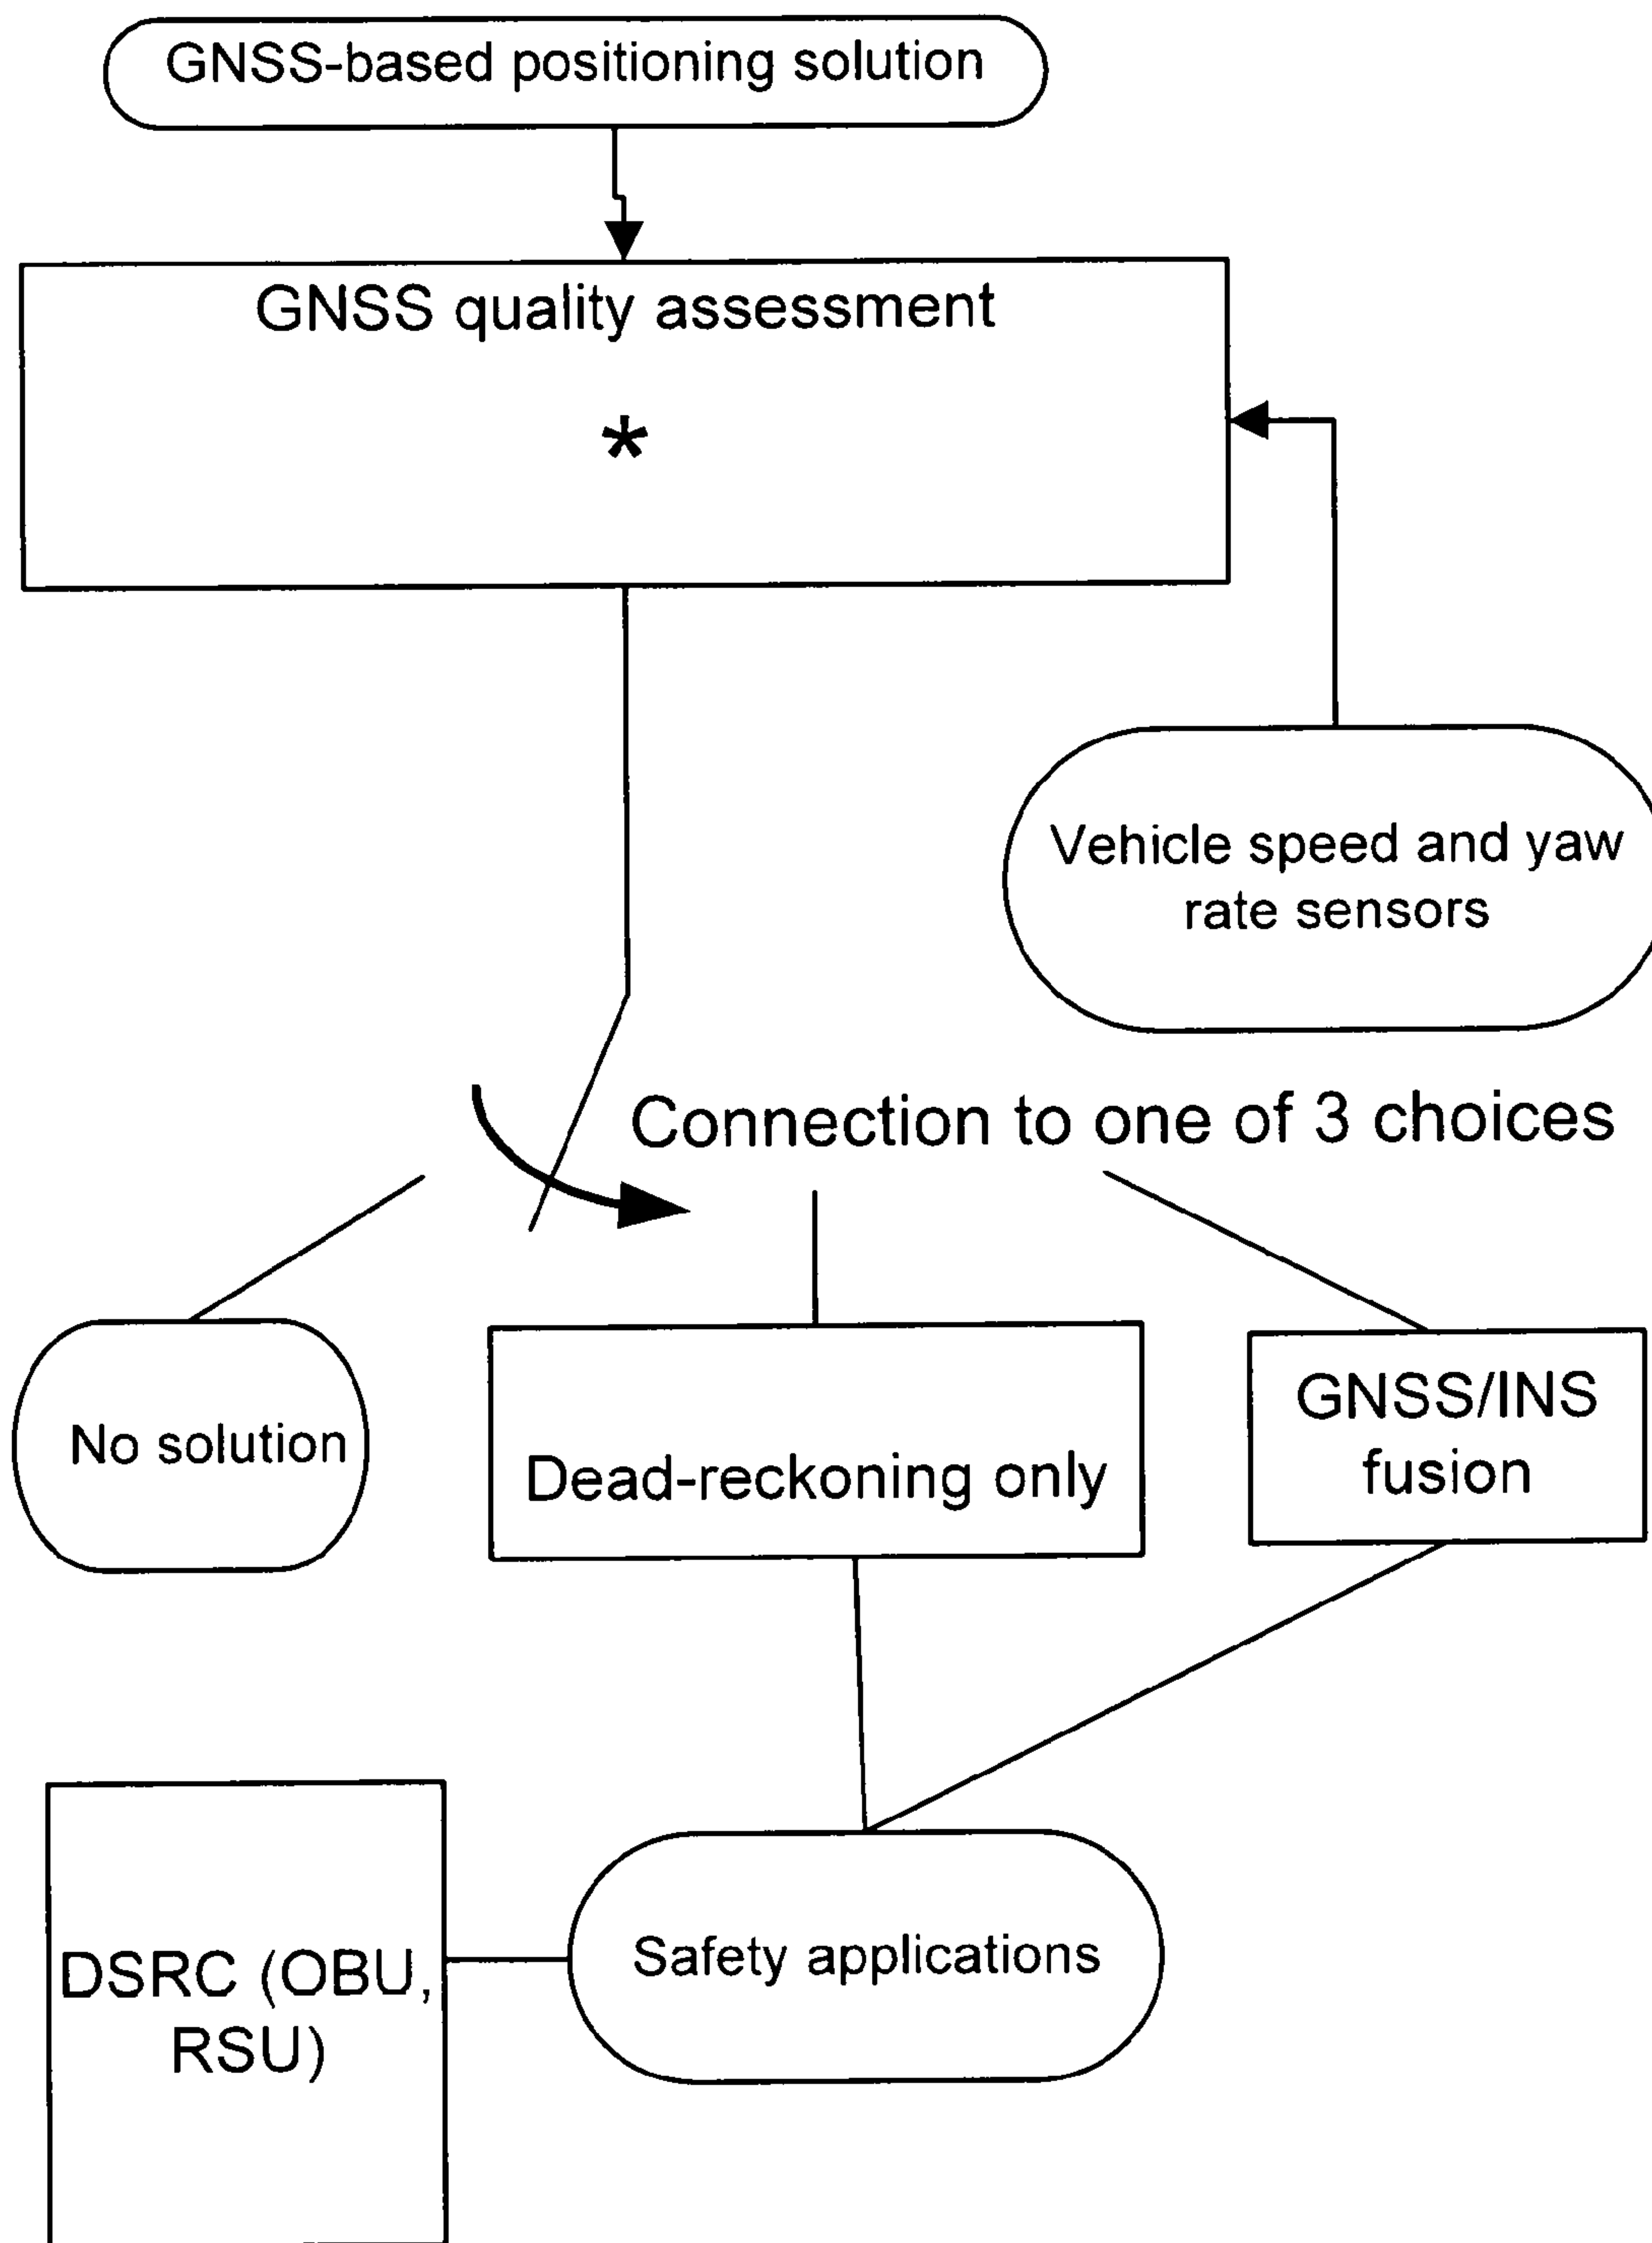 GNSS-based positioning solution
GNSS quality assessment
*
Vehicle speed and yaw
rate sensors
Connection to one of 3 choices
No solution
Dead-reckoning only
GNSS/INS
fusion
DSRC (OBU,
RSU)
Safety applications